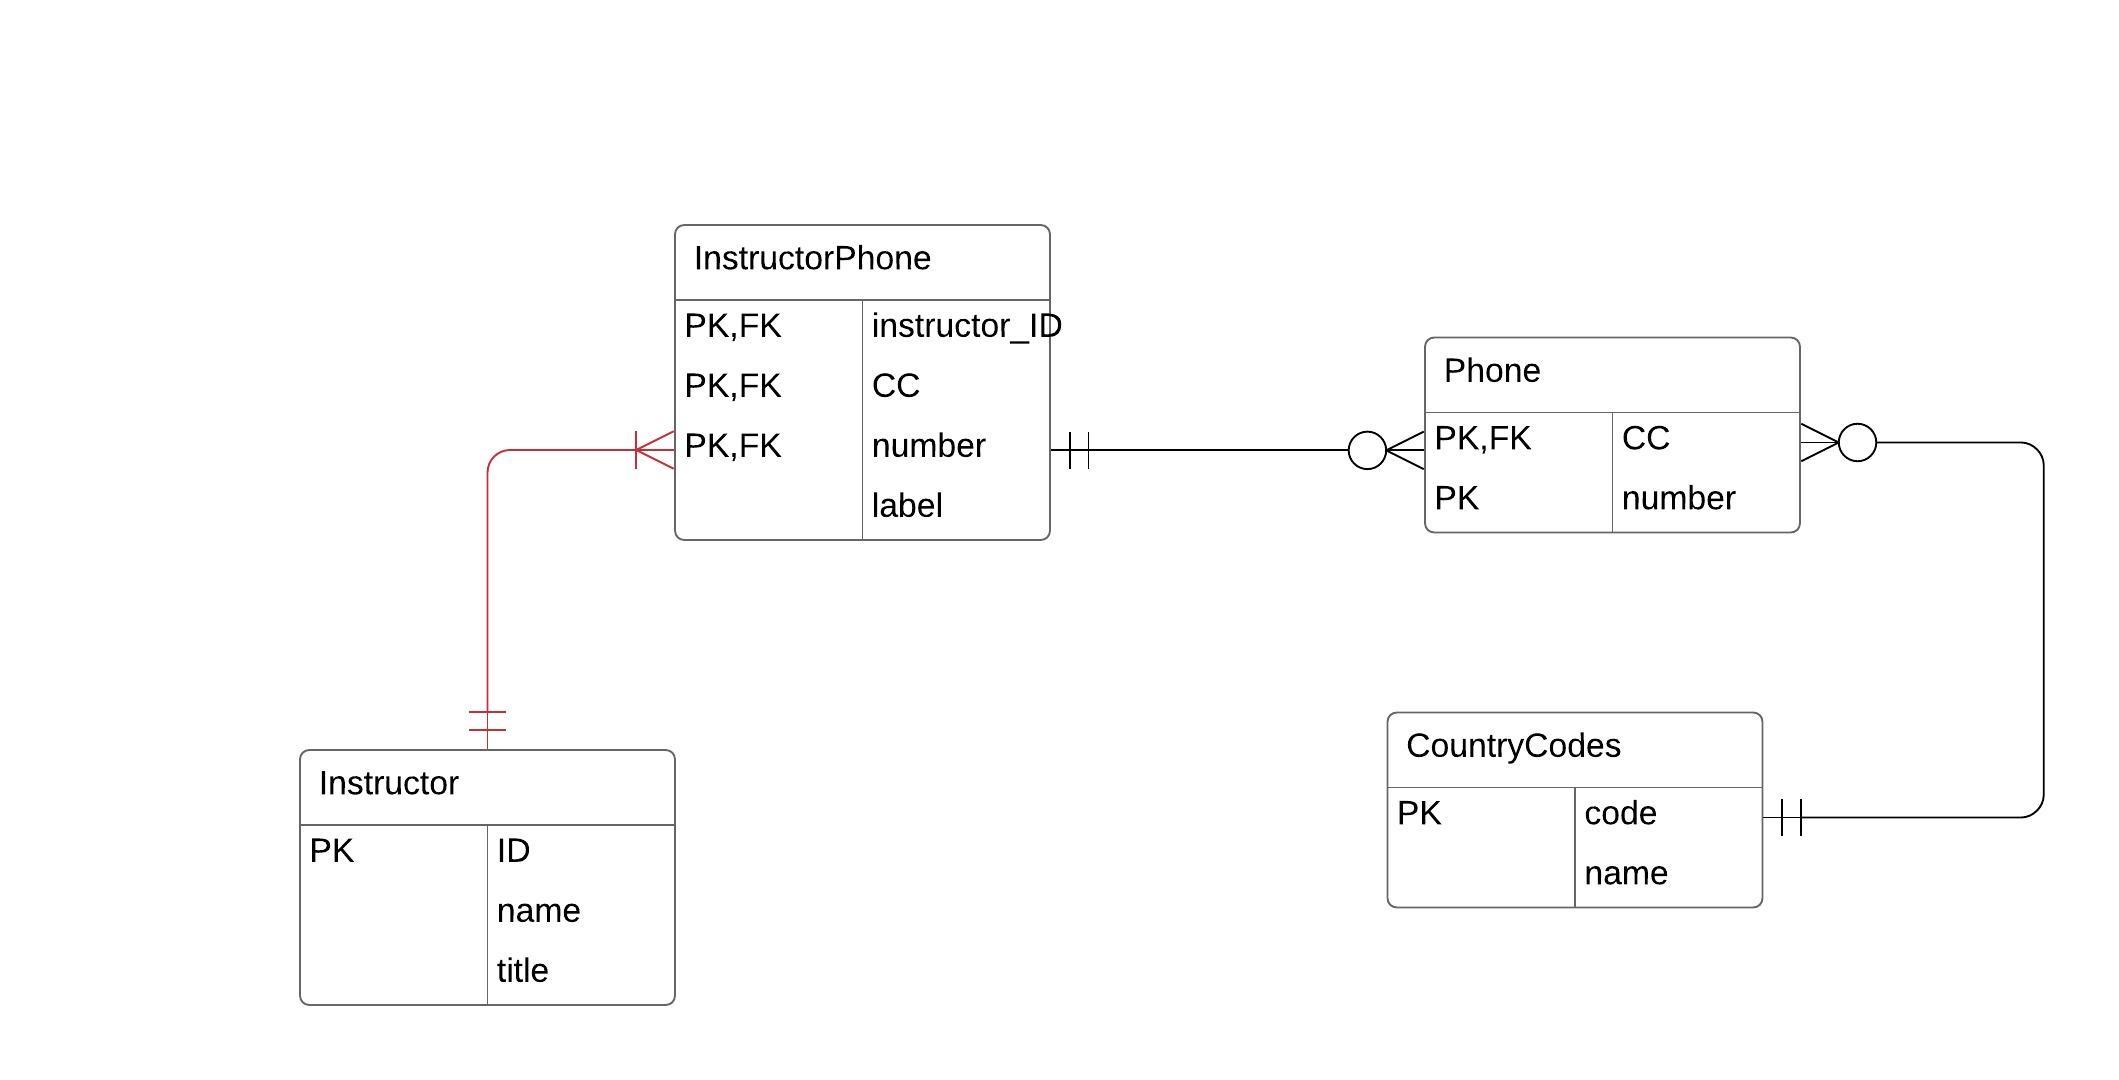 InstructorPhone
PK,FK instructor_ID
PK,FK CC
PK,FK number
label
Phone
PK,FK CC
PK number
CountryCodes
PK code
name
Instructor
PK ID
name
title